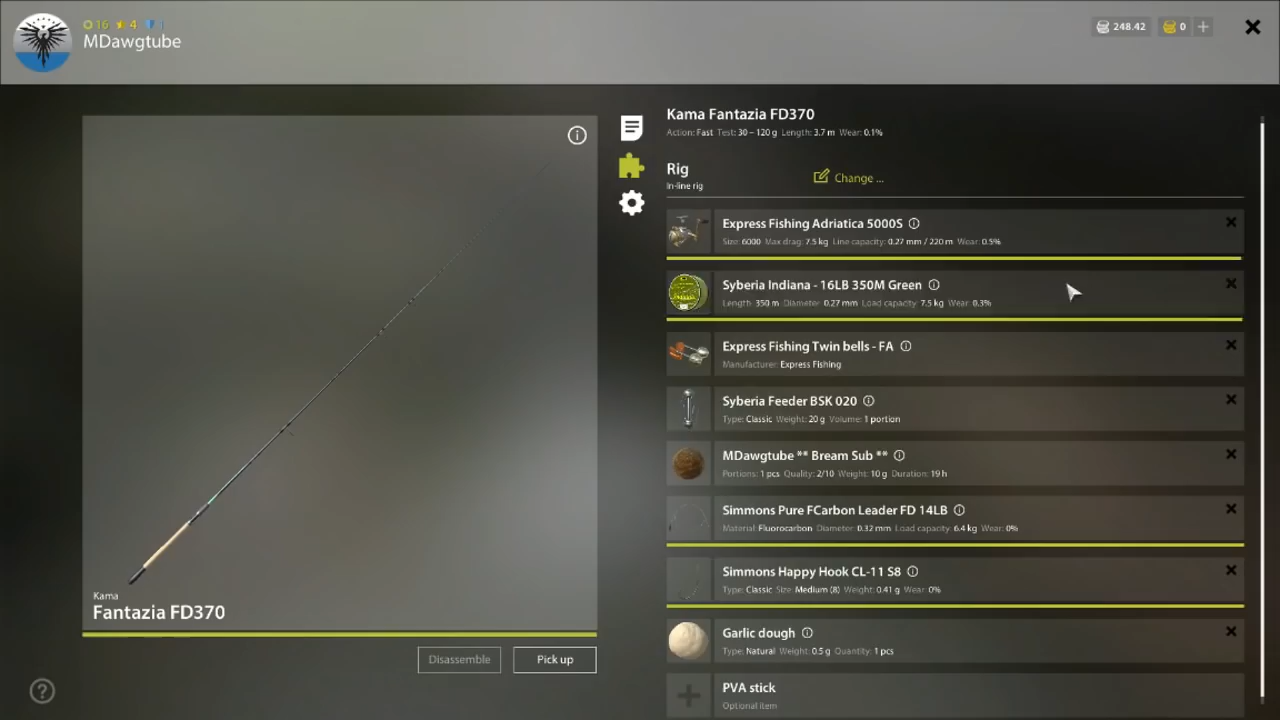 16 4 1
MDawgtube
248.42
0
Kama Fantazia FD370
Action: Fast Test: 30 – 120 g Length: 3.7 m Wear: 0.1%
Rig
In-line rig
Change ...
Express Fishing Adriatica 5000S
Size: 6000 Max drag: 7.5 kg Line capacity: 0.27 mm / 220 m Wear: 0.5%
Syberia Indiana - 16LB 350M Green
Length: 350 m Diameter: 0.27 mm Load capacity: 7.5 kg Wear: 0.3%
Express Fishing Twin bells - FA
Manufacturer: Express Fishing
Syberia Feeder BSK 020
Type: Classic Weight: 20 g Volume: 1 portion
MDawgtube ** Bream Sub **
Portions: 1 pcs Quality: 2/10 Weight: 10 g Duration: 19 h
Simmons Pure FCarbon Leader FD 14LB
Material: Fluorocarbon Diameter: 0.32 mm Load capacity: 6.4 kg Wear: 0%
Simmons Happy Hook CL-11 S8
Type: Classic Size: Medium (8) Weight: 0.41 g Wear: 0%
Garlic dough
Type: Natural Weight: 0.5 g Quantity: 1 pcs
PVA stick
Optional item
Kama
Fantazia FD370
Disassemble
Pick up